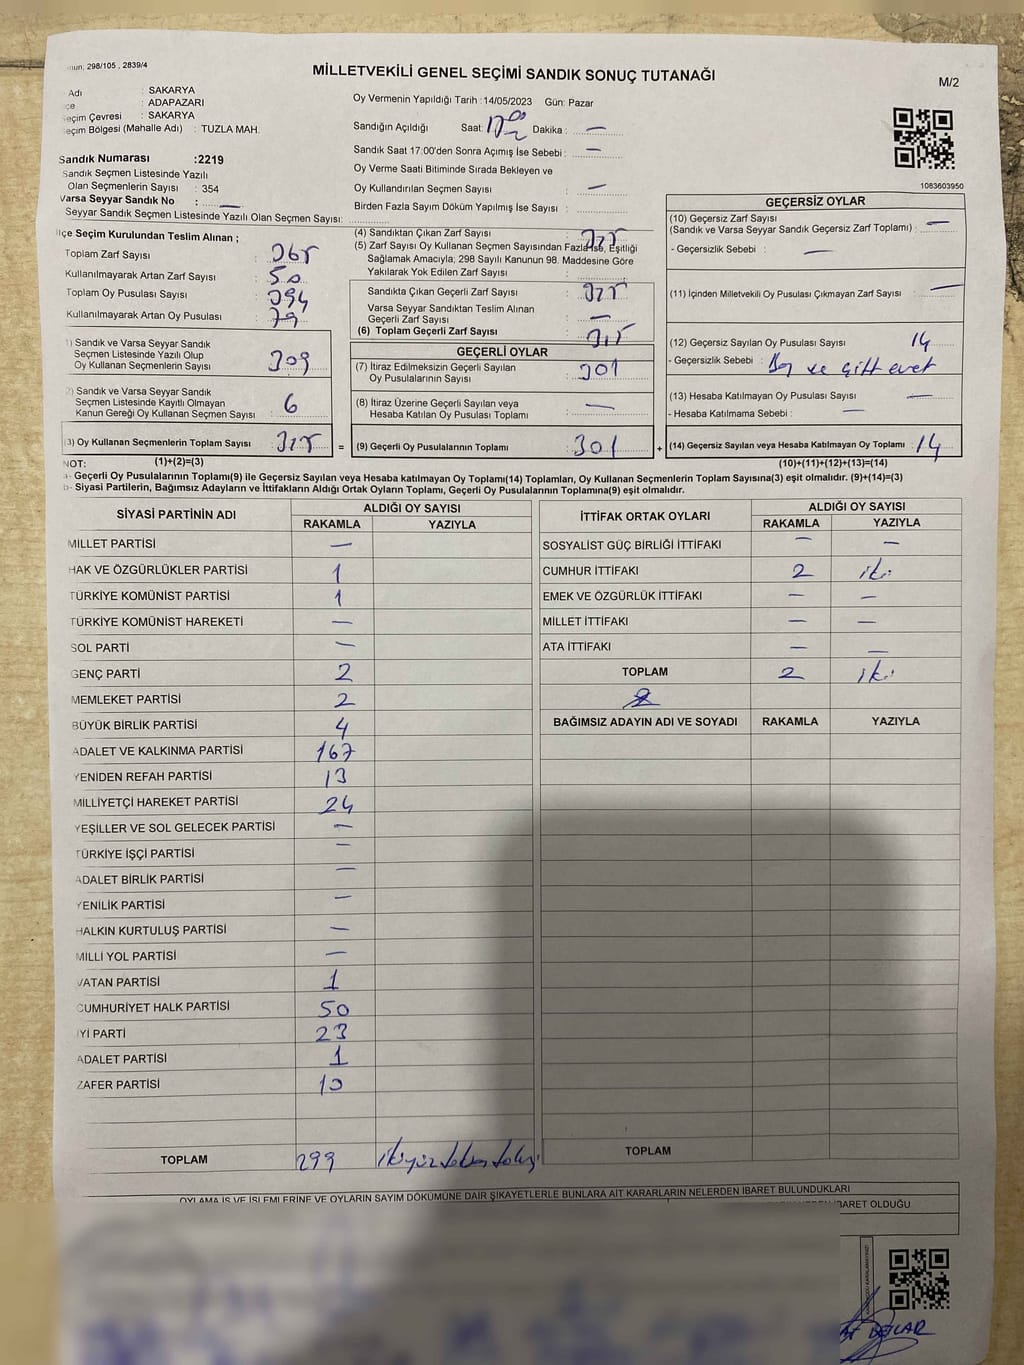 298/105 , 2839/4
MİLLETVEKİLİ GENEL SEÇİMİ SANDIK SONUÇ TUTANAĞI
M/2
Adı : SAKARYA
: ADAPAZARI
eçim Çevresi : SAKARYA
eçim Bölgesi (Mahalle Adı) : TUZLA MAH.
Oy Vermenin Yapıldığı Tarih :14/05/2023 Gün: Pazar
Sandığın Açıldığı Saat: Dakika : —
Sandık Numarası :2219
Sandık Saat 17:00'den Sonra Açımış İse Sebebi : —
Sandık Seçmen Listesinde Yazılı
Olan Seçmenlerin Sayısı : 354
Oy Verme Saati Bitiminde Sırada Bekleyen ve
Oy Kullandırılan Seçmen Sayısı : —
Varsa Seyyar Sandık No : —
Seyyar Sandık Seçmen Listesinde Yazılı Olan Seçmen Sayısı:
Birden Fazla Sayım Döküm Yapılmış İse Sayısı :
1083603950
lçe Seçim Kurulundan Teslim Alınan ;
Toplam Zarf Sayısı : 365
Kullanılmayarak Artan Zarf Sayısı : 50
Toplam Oy Pusulası Sayısı : 394
Kullanılmayarak Artan Oy Pusulası : 79
1) Sandık ve Varsa Seyyar Sandık
Seçmen Listesinde Yazılı Olup
Oy Kullanan Seçmenlerin Sayısı : 309
2) Sandık ve Varsa Seyyar Sandık
Seçmen Listesinde Kayıtlı Olmayan
Kanun Gereği Oy Kullanan Seçmen Sayısı : 6
3) Oy Kullanan Seçmenlerin Toplam Sayısı : 315 =
(1)+(2)=(3)
(4) Sandıktan Çıkan Zarf Sayısı : 315
(5) Zarf Sayısı Oy Kullanan Seçmen Sayısından Fazla ise, Eşitliği
Sağlamak Amacıyla; 298 Sayılı Kanunun 98. Maddesine Göre
Yakılarak Yok Edilen Zarf Sayısı :
Sandıkta Çıkan Geçerli Zarf Sayısı : 315
Varsa Seyyar Sandıktan Teslim Alınan
Geçerli Zarf Sayısı : —
(6) Toplam Geçerli Zarf Sayısı : 315
GEÇERLİ OYLAR
(7) İtiraz Edilmeksizin Geçerli Sayılan
Oy Pusulalarının Sayısı : 301
(8) İtiraz Üzerine Geçerli Sayılan veya
Hesaba Katılan Oy Pusulası Toplamı : —
(9) Geçerli Oy Pusulalarının Toplamı : 301 +
GEÇERSİZ OYLAR
(10) Geçersiz Zarf Sayısı
(Sandık ve Varsa Seyyar Sandık Geçersiz Zarf Toplamı) : —
- Geçersizlik Sebebi : —
(11) İçinden Milletvekili Oy Pusulası Çıkmayan Zarf Sayısı : —
(12) Geçersiz Sayılan Oy Pusulası Sayısı : 14
- Geçersizlik Sebebi : Boş ve çift evet
(13) Hesaba Katılmayan Oy Pusulası Sayısı : —
- Hesaba Katılmama Sebebi : —
(14) Geçersiz Sayılan veya Hesaba Katılmayan Oy Toplamı : 14
(10)+(11)+(12)+(13)=(14)
NOT:
a- Geçerli Oy Pusulalarının Toplamı(9) ile Geçersiz Sayılan veya Hesaba katılmayan Oy Toplamı(14) Toplamları, Oy Kullanan Seçmenlerin Toplam Sayısına(3) eşit olmalıdır. (9)+(14)=(3)
b- Siyasi Partilerin, Bağımsız Adayların ve İttifakların Aldığı Ortak Oyların Toplamı, Geçerli Oy Pusulalarının Toplamına(9) eşit olmalıdır.
SİYASİ PARTİNİN ADI ALDIĞI OY SAYISI
RAKAMLA YAZIYLA
MİLLET PARTİSİ —
HAK VE ÖZGÜRLÜKLER PARTİSİ 1
TÜRKİYE KOMÜNİST PARTİSİ 1
TÜRKİYE KOMÜNİST HAREKETİ —
SOL PARTİ —
GENÇ PARTİ 2
MEMLEKET PARTİSİ 2
BÜYÜK BİRLİK PARTİSİ 4
ADALET VE KALKINMA PARTİSİ 167
YENİDEN REFAH PARTİSİ 13
MİLLİYETÇİ HAREKET PARTİSİ 24
YEŞİLLER VE SOL GELECEK PARTİSİ —
TÜRKİYE İŞÇİ PARTİSİ —
ADALET BİRLİK PARTİSİ —
YENİLİK PARTİSİ —
HALKIN KURTULUŞ PARTİSİ —
MİLLİ YOL PARTİSİ —
VATAN PARTİSİ 1
CUMHURİYET HALK PARTİSİ 50
İYİ PARTİ 23
ADALET PARTİSİ 1
ZAFER PARTİSİ 10
TOPLAM 299 ikiyüz doksan dokuz
İTTİFAK ORTAK OYLARI ALDIĞI OY SAYISI
RAKAMLA YAZIYLA
SOSYALİST GÜÇ BİRLİĞİ İTTİFAKI — —
CUMHUR İTTİFAKI 2 iki
EMEK VE ÖZGÜRLÜK İTTİFAKI — —
MİLLET İTTİFAKI — —
ATA İTTİFAKI — —
TOPLAM 2 iki
BAĞIMSIZ ADAYIN ADI VE SOYADI RAKAMLA YAZIYLA
TOPLAM
OYLAMA İŞ VE İŞLEMLERİNE VE OYLARIN SAYIM DÖKÜMÜNE DAİR ŞİKAYETLERLE BUNLARA AİT KARARLARIN NELERDEN İBARET BULUNDUKLARI
İBARET OLDUĞU